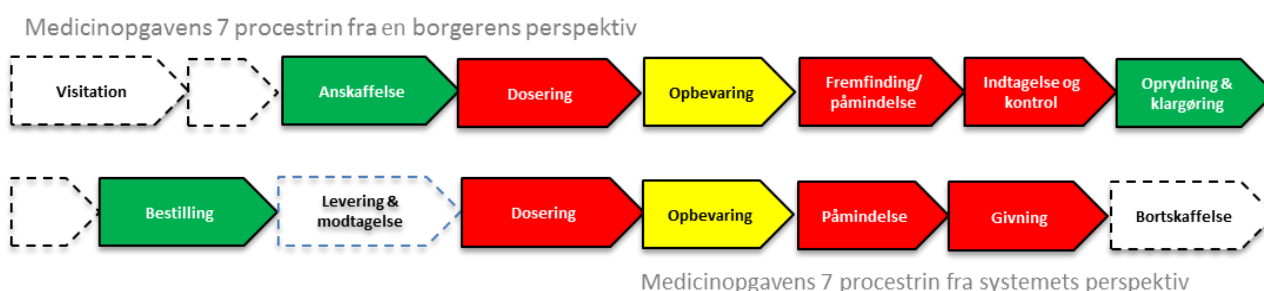 Medicinopgavens 7 procestrin fra en borgerens perspektiv
Visitation
Anskaffelse
Dosering
Opbevaring
Fremfinding/
påmindelse
Indtagelse og
kontrol
Oprydning &
klargøring
Bestilling
Levering &
modtagelse
Dosering
Opbevaring
Påmindelse
Givning
Bortskaffelse
Medicinopgavens 7 procestrin fra systemets perspektiv